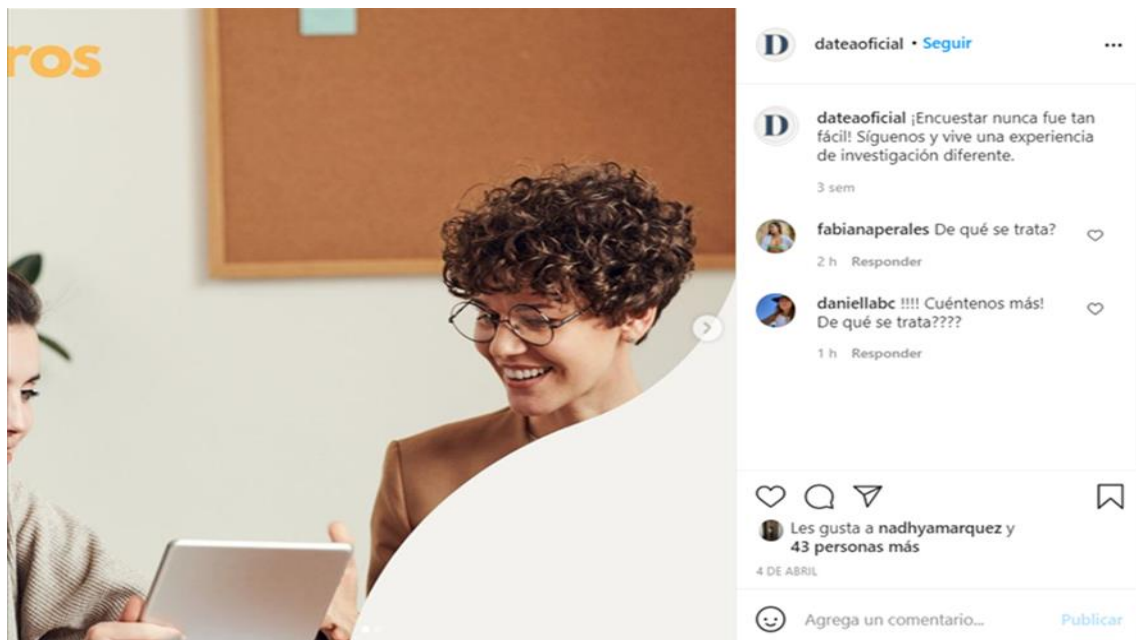 ros
D
dateaoficial • Seguir
D
dateaoficial ¡Encuestar nunca fue tan
fácil! Síguenos y vive una experiencia
de investigación diferente.
3 sem
fabianaperales De qué se trata?
2 h Responder
daniellabc !!!! Cuéntenos más!
De qué se trata????
1 h Responder
Les gusta a nadhyamarquez y
43 personas más
4 DE ABRIL
Agrega un comentario... Publicar